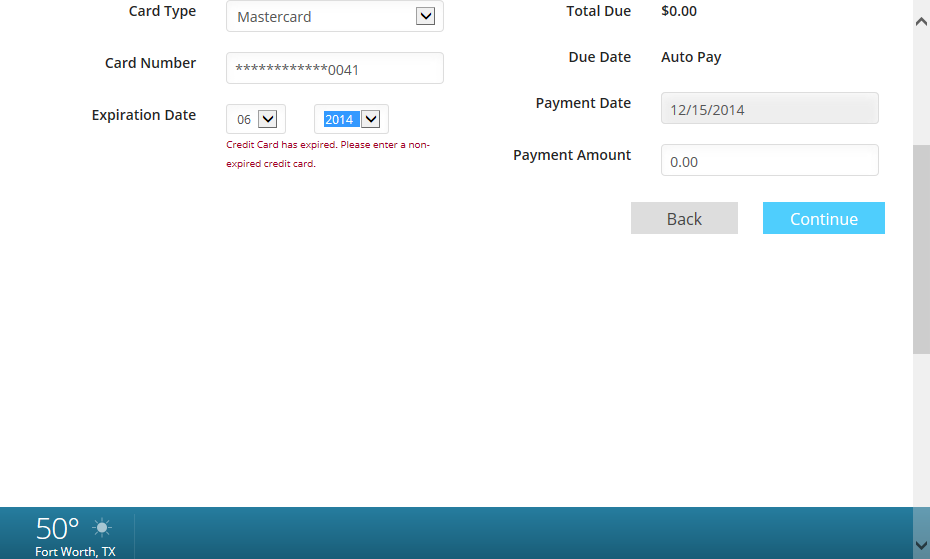 Card Type
Mastercard
Card Number
************0041
Expiration Date
06
2014
Credit Card has expired. Please enter a non-
expired credit card.
Total Due
$0.00
Due Date
Auto Pay
Payment Date
12/15/2014
Payment Amount
0.00
Back
Continue
50°
Fort Worth, TX